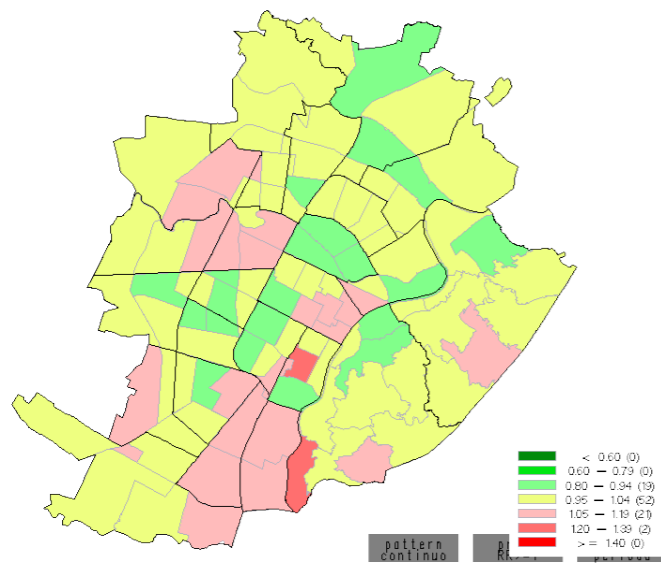 < 0.60 (0)
0.60 – 0.79 (0)
0.80 – 0.94 (19)
0.95 – 1.04 (52)
1.05 – 1.19 (21)
1.20 – 1.39 (2)
>= 1.40 (0)
pattern
continuo